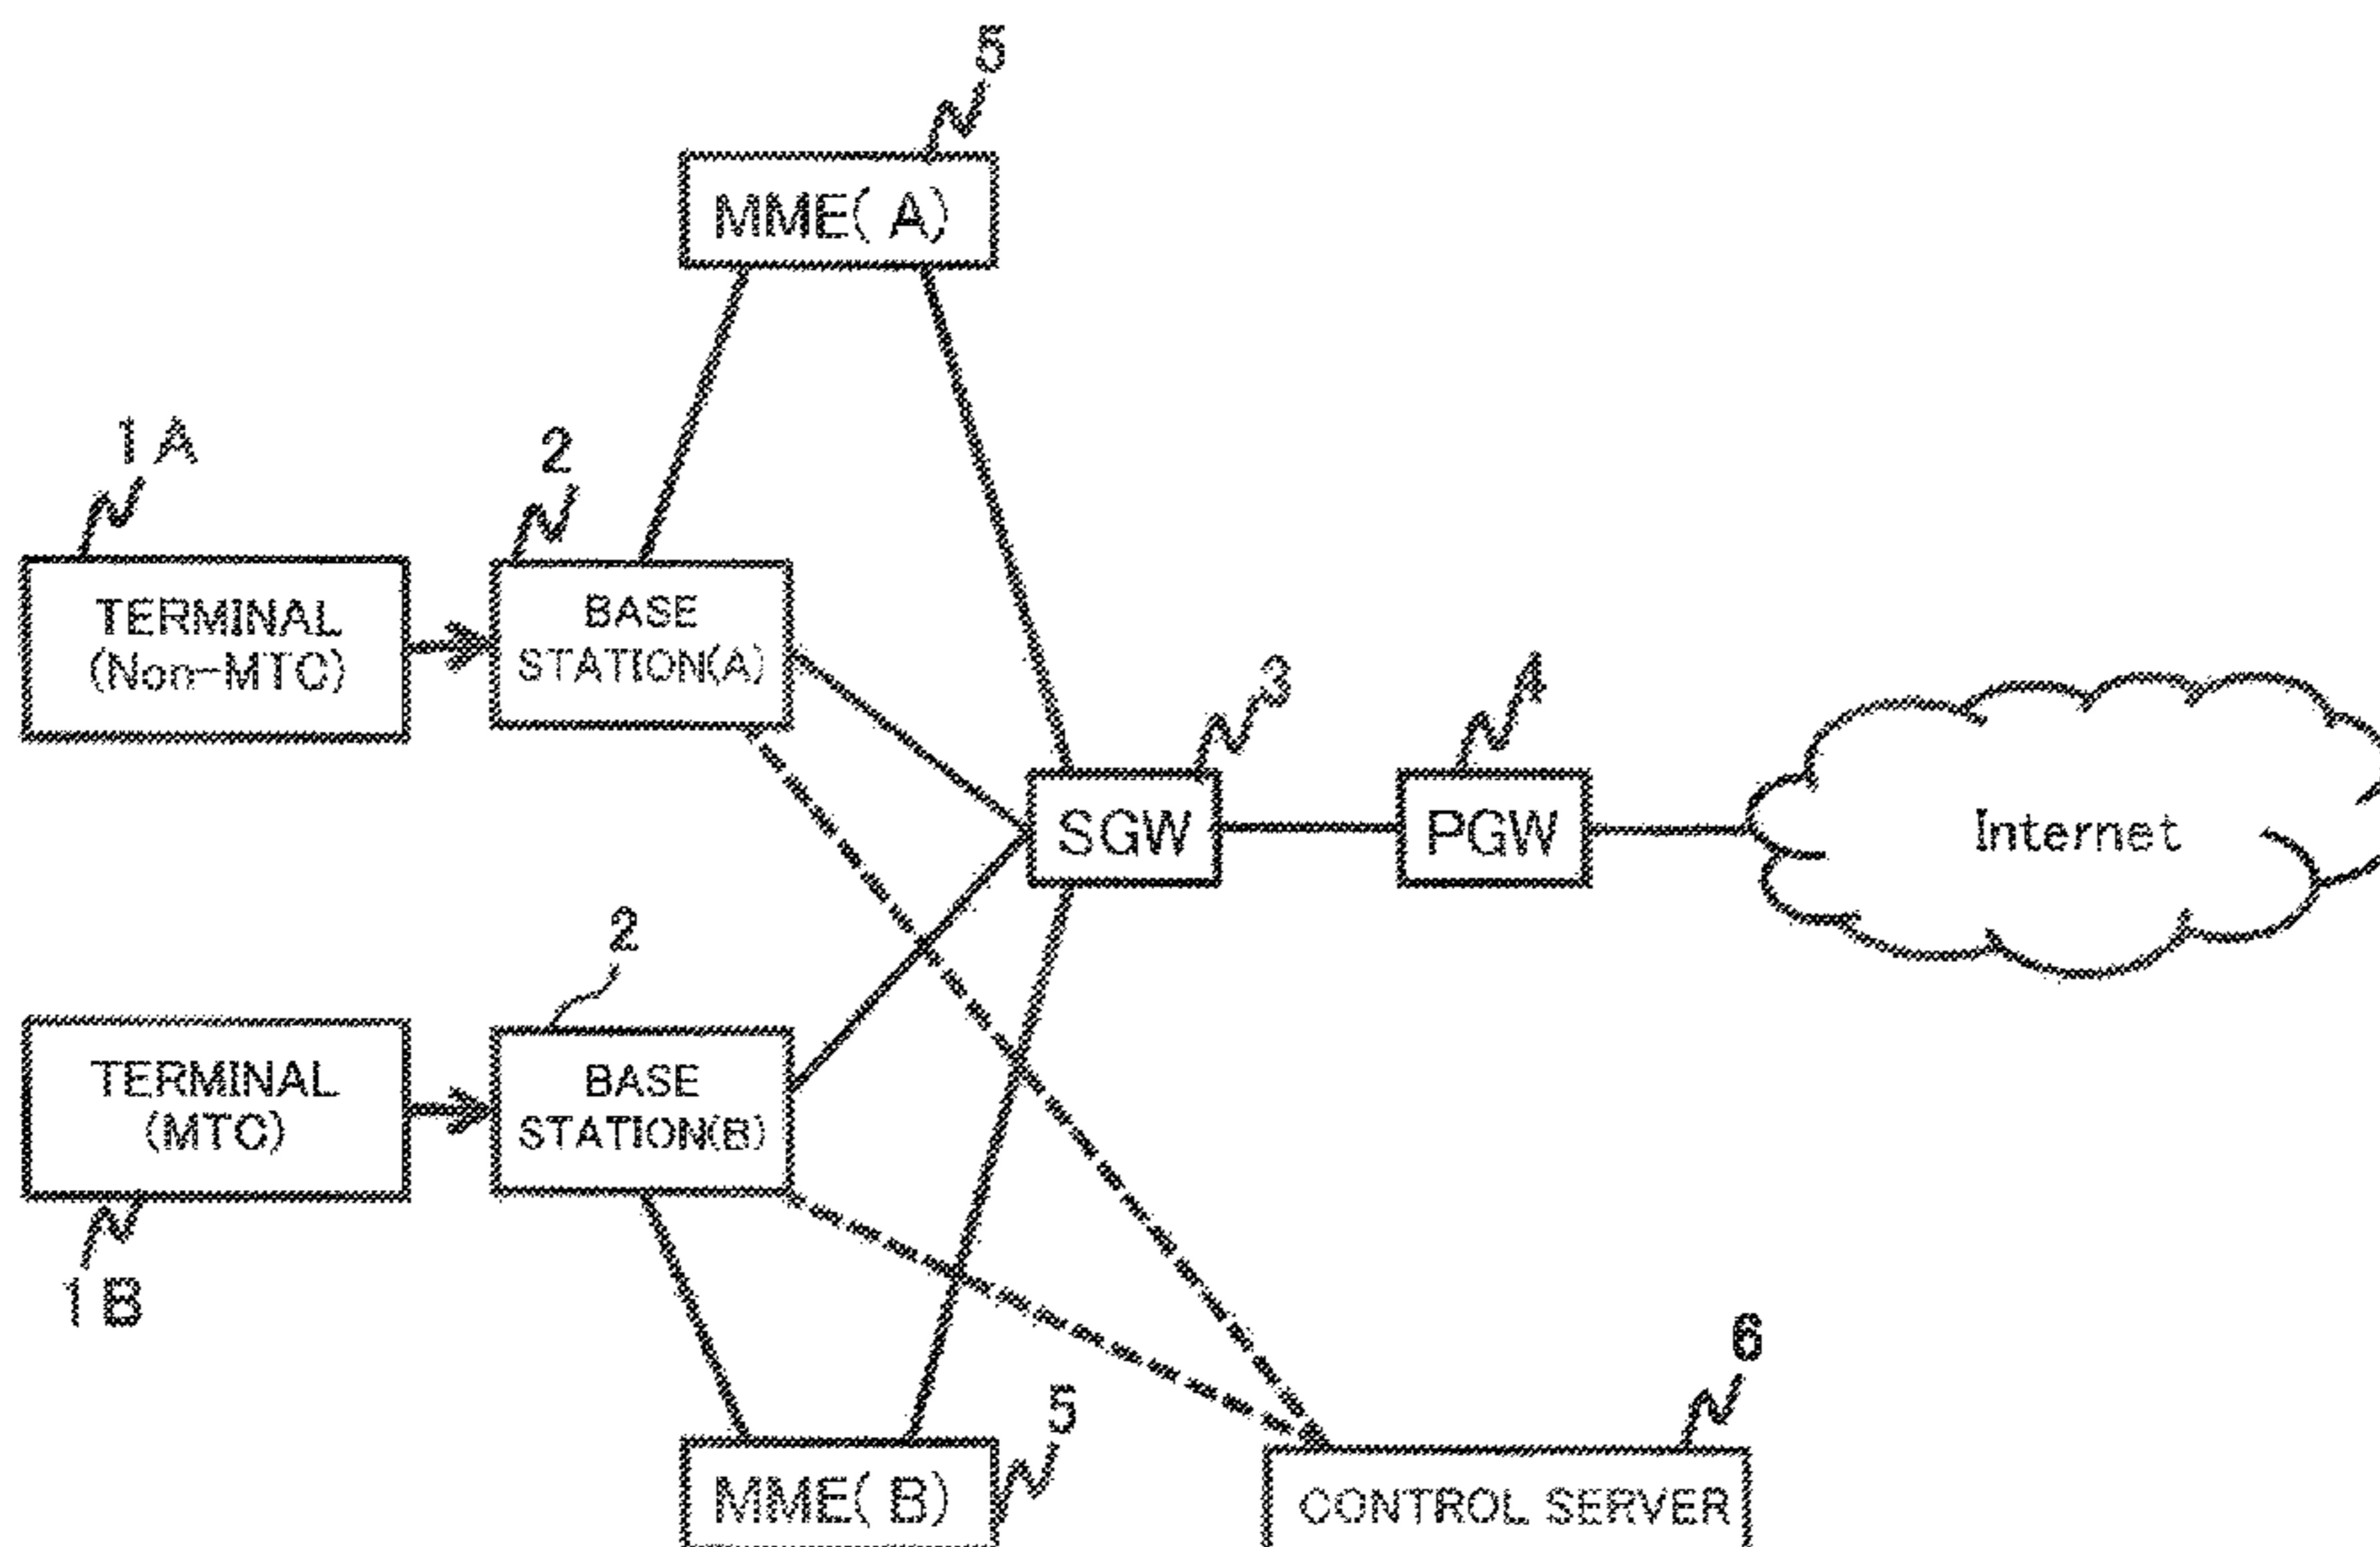 5
MME( A)
1A
2
TERMINAL
(Non-MTC)
BASE
STATION(A)
3
4
SGW
PGW
Internet
2
TERMINAL
(MTC)
BASE
STATION(B)
1B
6
5
MME( B)
CONTROL SERVER